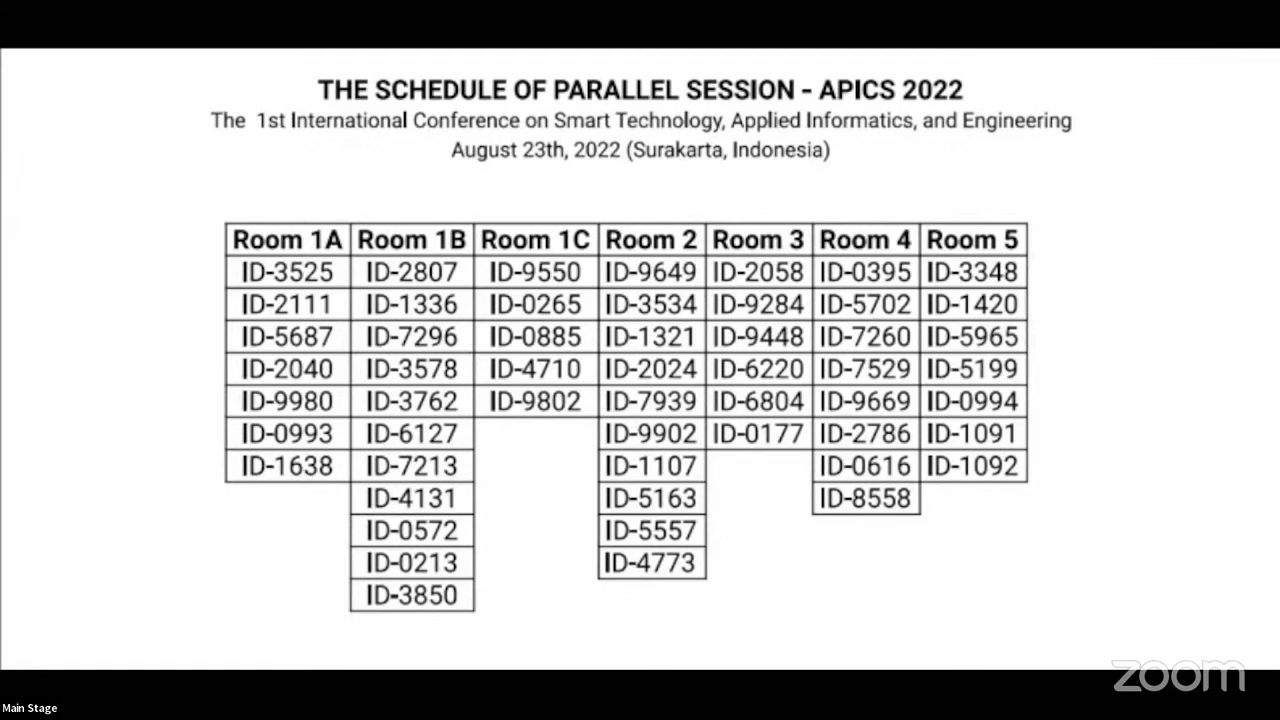 THE SCHEDULE OF PARALLEL SESSION - APICS 2022
The 1st International Conference on Smart Technology, Applied Informatics, and Engineering
August 23th, 2022 (Surakarta, Indonesia)
Room 1A Room 1B Room 1C Room 2 Room 3 Room 4 Room 5
ID-3525 ID-2807 ID-9550 ID-9649 ID-2058 ID-0395 ID-3348
ID-2111 ID-1336 ID-0265 ID-3534 ID-9284 ID-5702 ID-1420
ID-5687 ID-7296 ID-0885 ID-1321 ID-9448 ID-7260 ID-5965
ID-2040 ID-3578 ID-4710 ID-2024 ID-6220 ID-7529 ID-5199
ID-9980 ID-3762 ID-9802 ID-7939 ID-6804 ID-9669 ID-0994
ID-0993 ID-6127 ID-9902 ID-0177 ID-2786 ID-1091
ID-1638 ID-7213 ID-1107 ID-0616 ID-1092
ID-4131 ID-5163 ID-8558
ID-0572 ID-5557
ID-0213 ID-4773
ID-3850
zoom
Main Stage